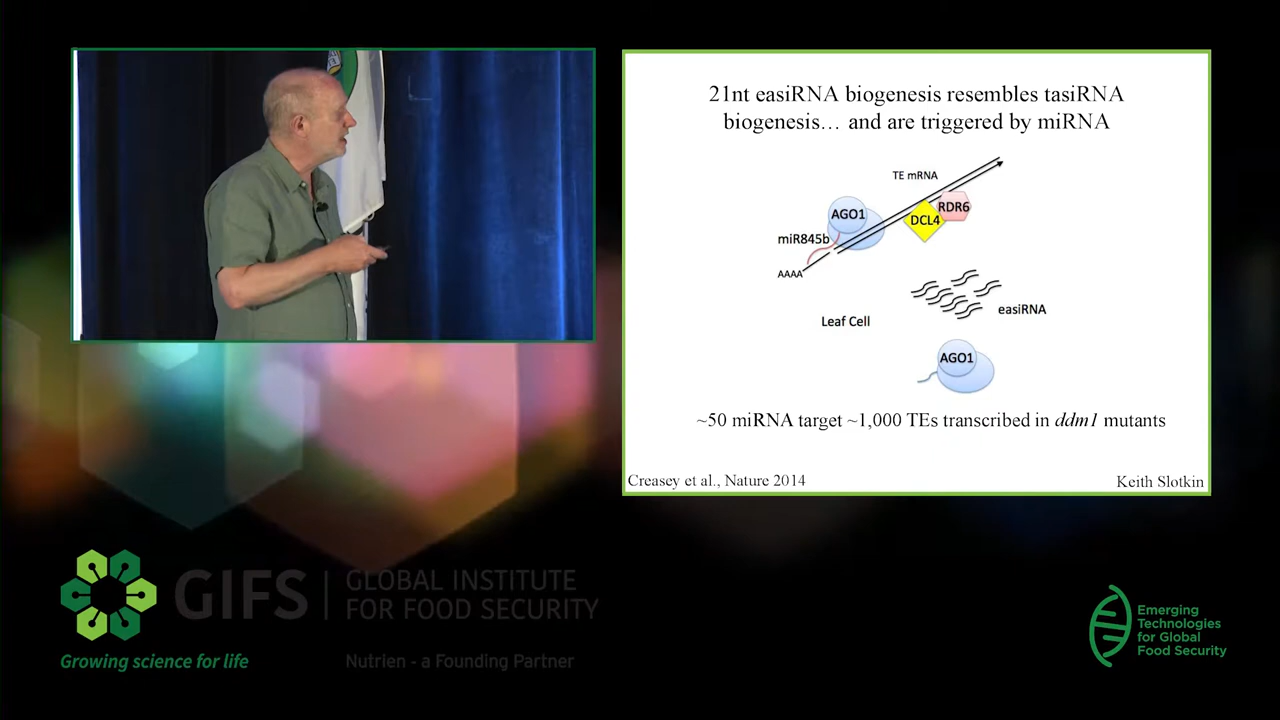 21nt easiRNA biogenesis resembles tasiRNA
biogenesis… and are triggered by miRNA
TE mRNA
AGO1
RDR6
DCL4
miR845b
AAAA
easiRNA
Leaf Cell
AGO1
~50 miRNA target ~1,000 TEs transcribed in ddm1 mutants
Creasey et al., Nature 2014
Keith Slotkin
GIFS
GLOBAL INSTITUTE
FOR FOOD SECURITY
Growing science for life
Nutrien - a Founding Partner
Emerging
Technologies
for Global
Food Security